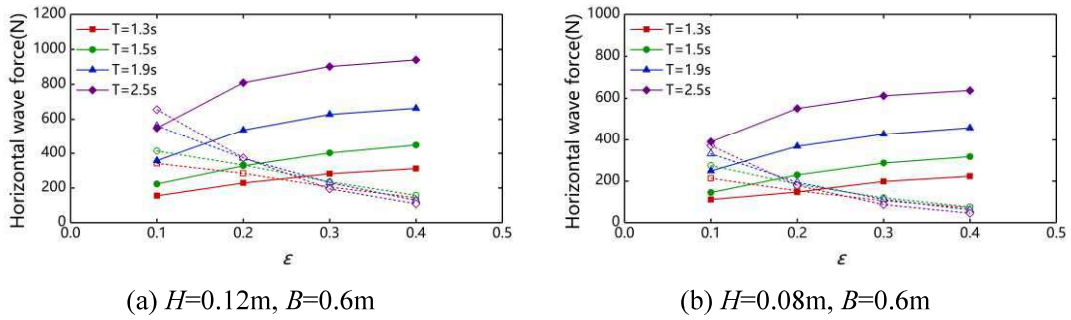 Horizontal wave force(N)
1200
1000
800
600
400
200
0
0.0 0.1 0.2 0.3 0.4 0.5
ε
T=1.3s
T=1.5s
T=1.9s
T=2.5s
(a) H=0.12m, B=0.6m
Horizontal wave force(N)
1000
800
600
400
200
0
0.0 0.1 0.2 0.3 0.4 0.5
ε
T=1.3s
T=1.5s
T=1.9s
T=2.5s
(b) H=0.08m, B=0.6m